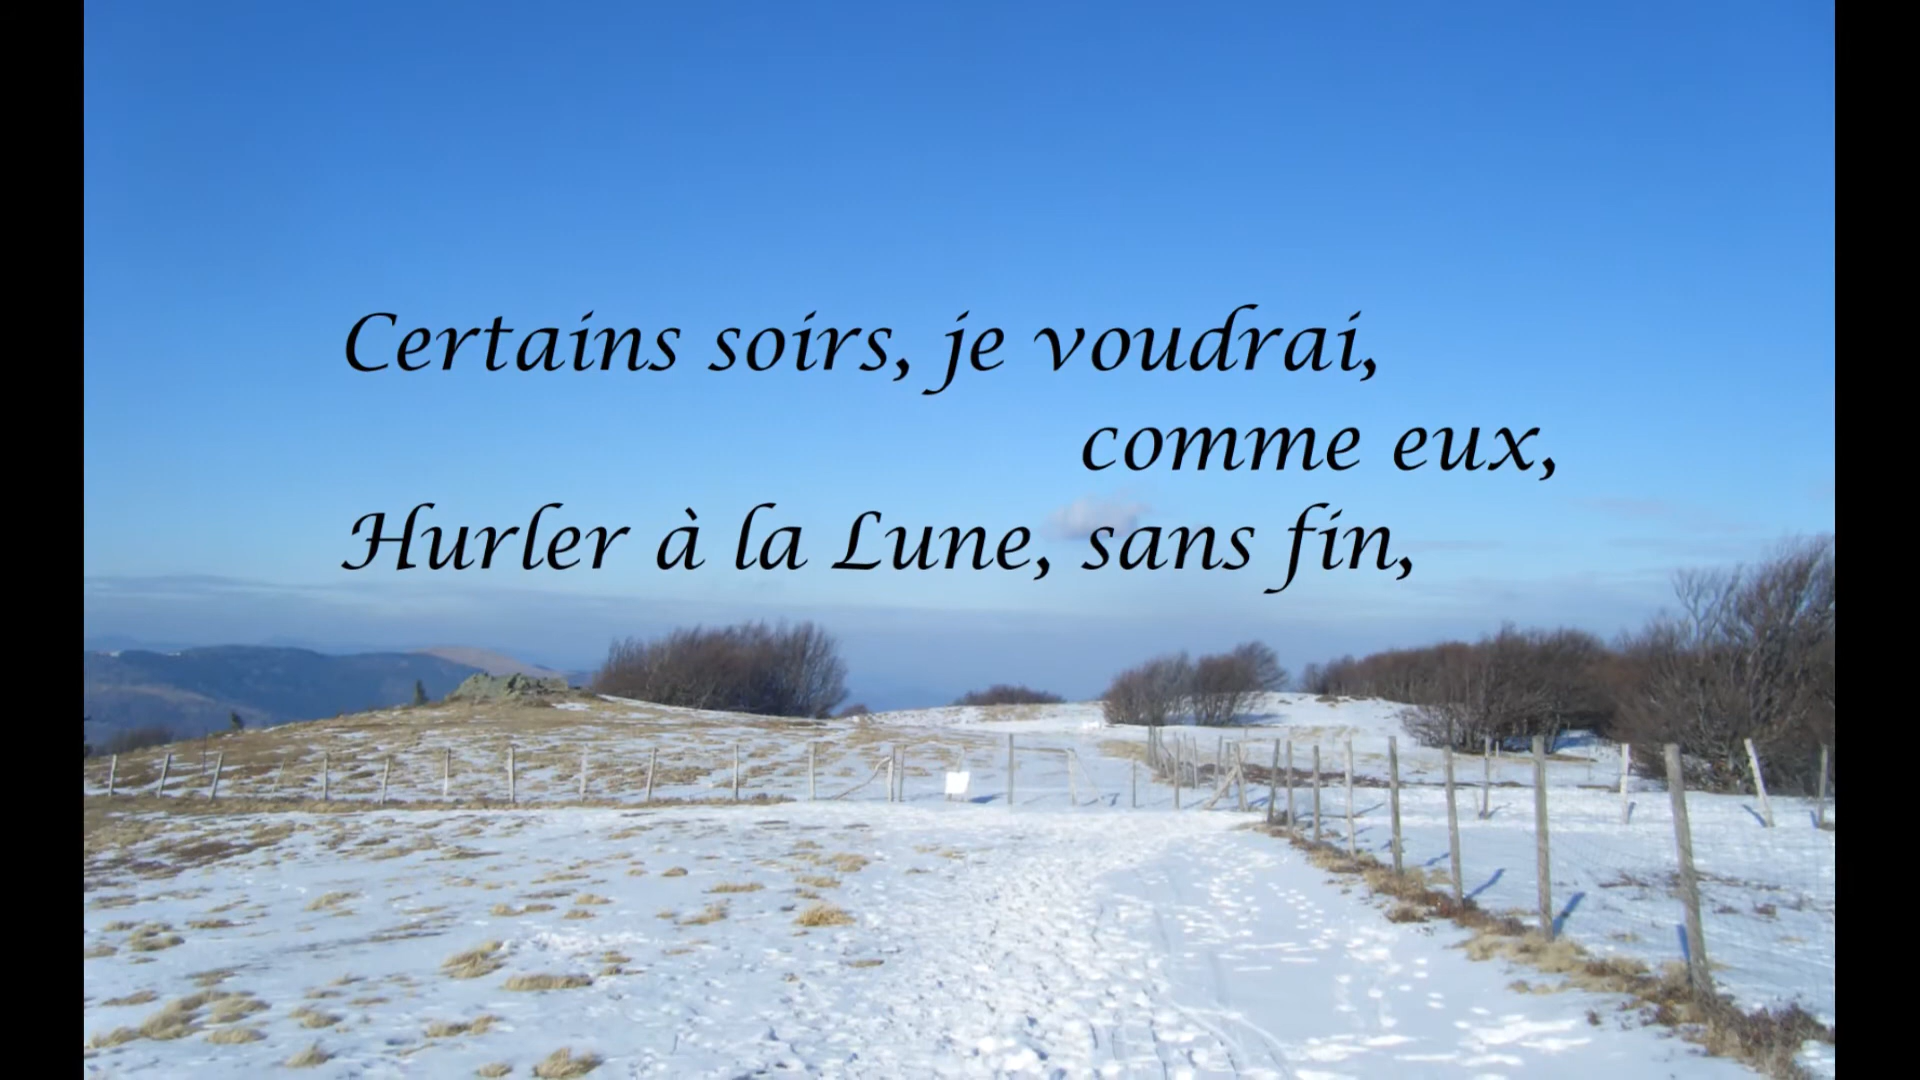 Certains soirs, je voudrai,
comme eux,
Hurler à la Lune, sans fin,